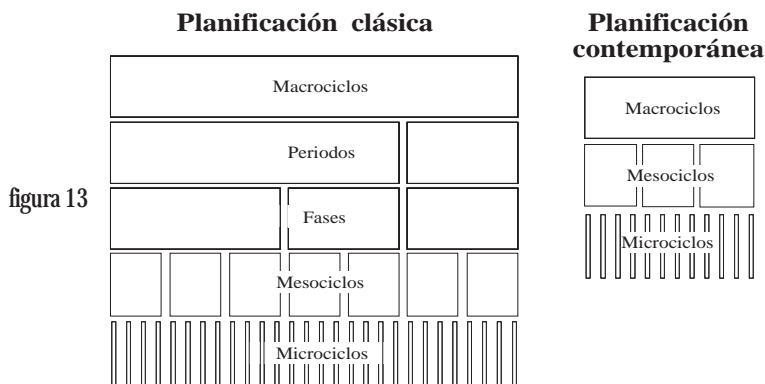 Planificación clásica
Macrociclos
Periodos
figura 13
Fases
Mesociclos
Microciclos
Planificación
contemporánea
Macrociclos
Mesociclos
Microciclos